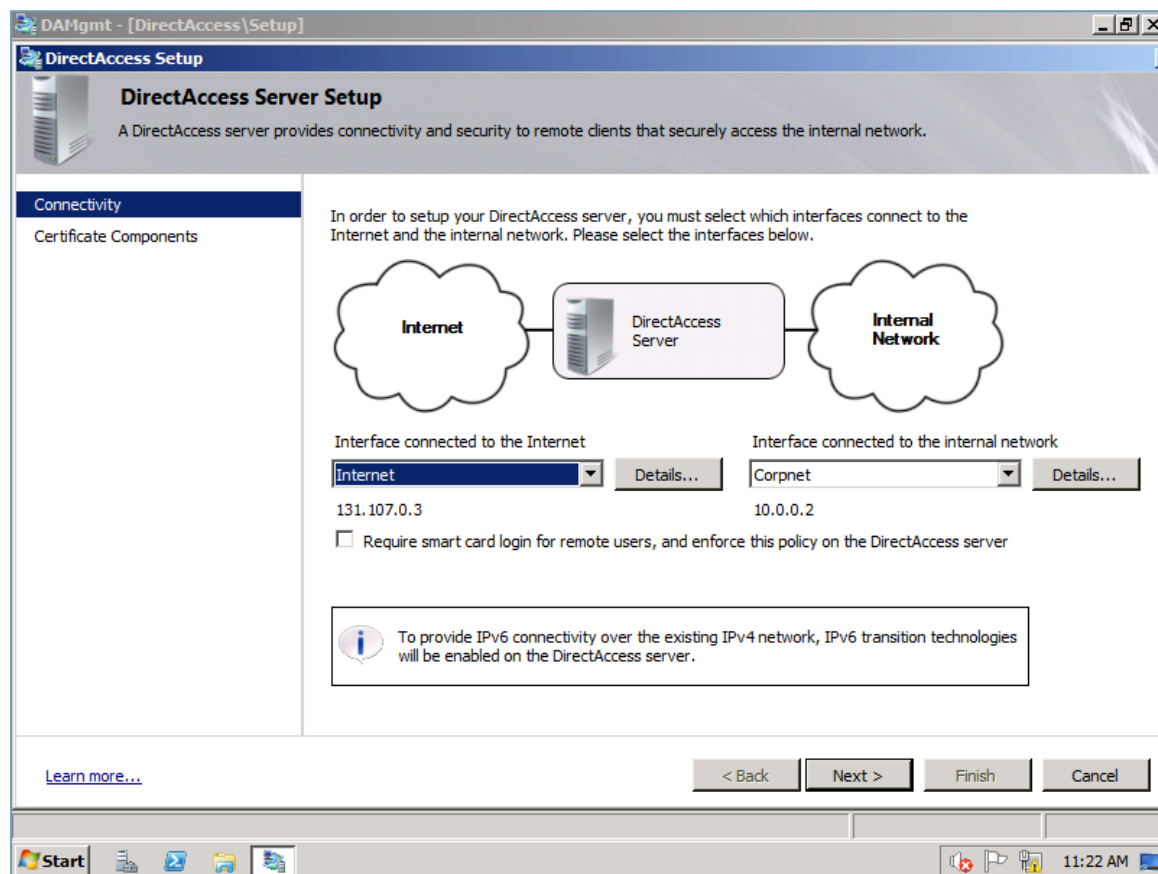 DAMgmt - [DirectAccess\Setup]
DirectAccess Setup
DirectAccess Server Setup
A DirectAccess server provides connectivity and security to remote clients that securely access the internal network.
Connectivity
Certificate Components
In order to setup your DirectAccess server, you must select which interfaces connect to the
Internet and the internal network. Please select the interfaces below.
Internet
DirectAccess
Server
Internal
Network
Interface connected to the Internet
Interface connected to the internal network
Internet
Details...
Corpnet
Details...
131.107.0.3
10.0.0.2
Require smart card login for remote users, and enforce this policy on the DirectAccess server
To provide IPv6 connectivity over the existing IPv4 network, IPv6 transition technologies
will be enabled on the DirectAccess server.
Learn more...
< Back
Next >
Finish
Cancel
Start
11:22 AM